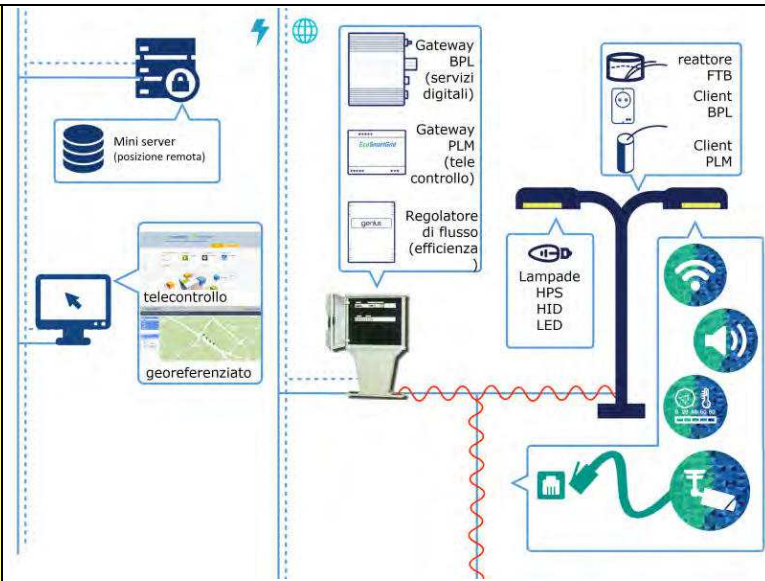 Mini server
(posizione remota)
telecontrollo
georeferenziato
Gateway
BPL
(servizi
digitali)
EcoSmartGrid
Gateway
PLM
(tele
controllo)
genius
Regolatore
di flusso
(efficienza
)
reattore
FTB
Client
BPL
Client
PLM
Lampade
HPS
HID
LED